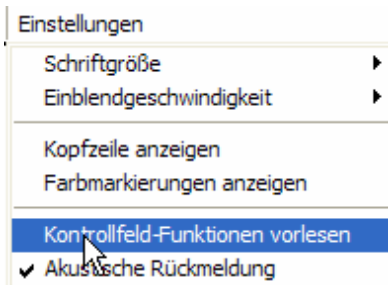 Einstellungen
Schriftgröße
Einblendgeschwindigkeit
Kopfzeile anzeigen
Farbmarkierungen anzeigen
Kontrollfeld-Funktionen vorlesen
Akustische Rückmeldung